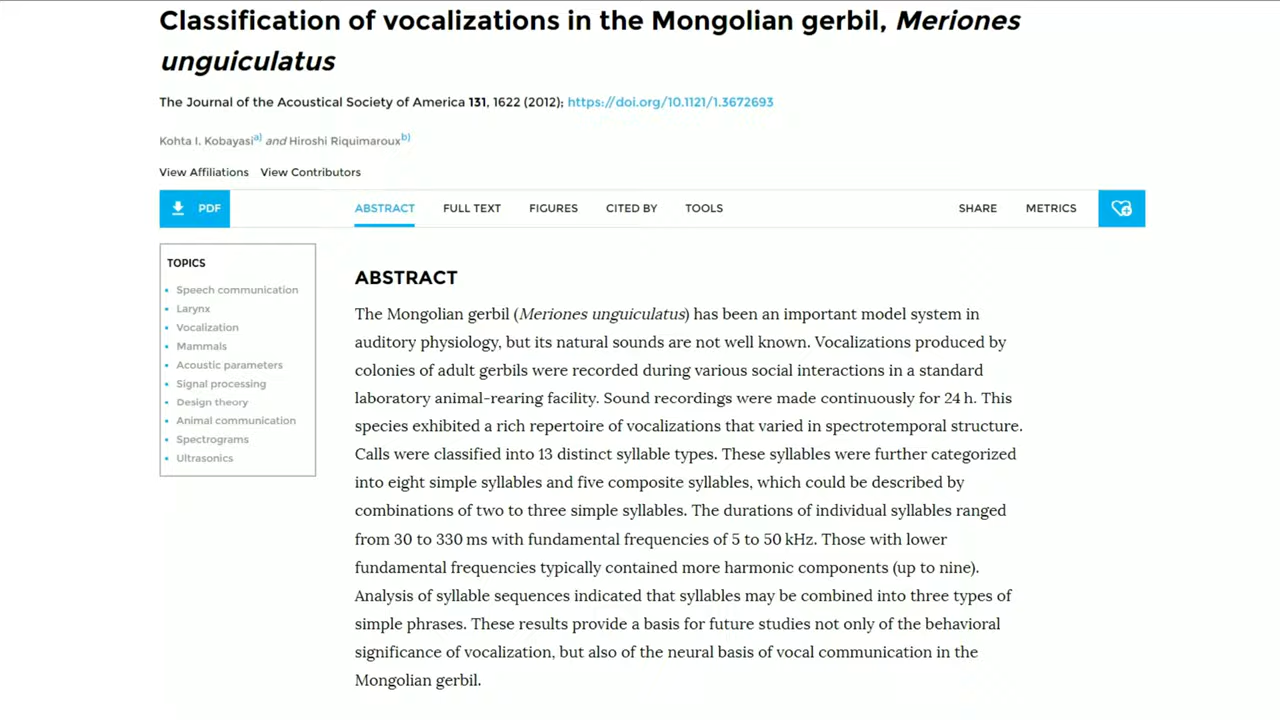 Classification of vocalizations in the Mongolian gerbil, Meriones
unguiculatus
The Journal of the Acoustical Society of America 131, 1622 (2012); https://doi.org/10.1121/1.3672693
Kohta I. Kobayasi a) and Hiroshi Riquimaroux b)
View Affiliations View Contributors
PDF ABSTRACT FULL TEXT FIGURES CITED BY TOOLS SHARE METRICS
TOPICS
Speech communication
Larynx
Vocalization
Mammals
Acoustic parameters
Signal processing
Design theory
Animal communication
Spectrograms
Ultrasonics
ABSTRACT
The Mongolian gerbil (Meriones unguiculatus) has been an important model system in
auditory physiology, but its natural sounds are not well known. Vocalizations produced by
colonies of adult gerbils were recorded during various social interactions in a standard
laboratory animal-rearing facility. Sound recordings were made continuously for 24 h. This
species exhibited a rich repertoire of vocalizations that varied in spectrotemporal structure.
Calls were classified into 13 distinct syllable types. These syllables were further categorized
into eight simple syllables and five composite syllables, which could be described by
combinations of two to three simple syllables. The durations of individual syllables ranged
from 30 to 330 ms with fundamental frequencies of 5 to 50 kHz. Those with lower
fundamental frequencies typically contained more harmonic components (up to nine).
Analysis of syllable sequences indicated that syllables may be combined into three types of
simple phrases. These results provide a basis for future studies not only of the behavioral
significance of vocalization, but also of the neural basis of vocal communication in the
Mongolian gerbil.